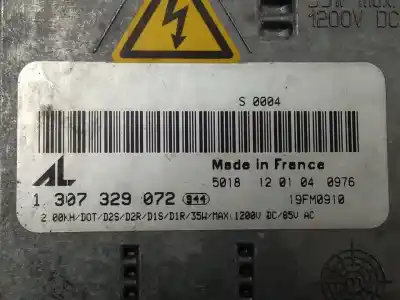 35W max.
1200V DC
S 0004
AL
Made in France
5018 12 01 04 0976
1 307 329 072 944 19FM0910
2.00KH/DOT/D2S/D2R/D1S/D1R/35W/MAX.1200V DC/85V AC